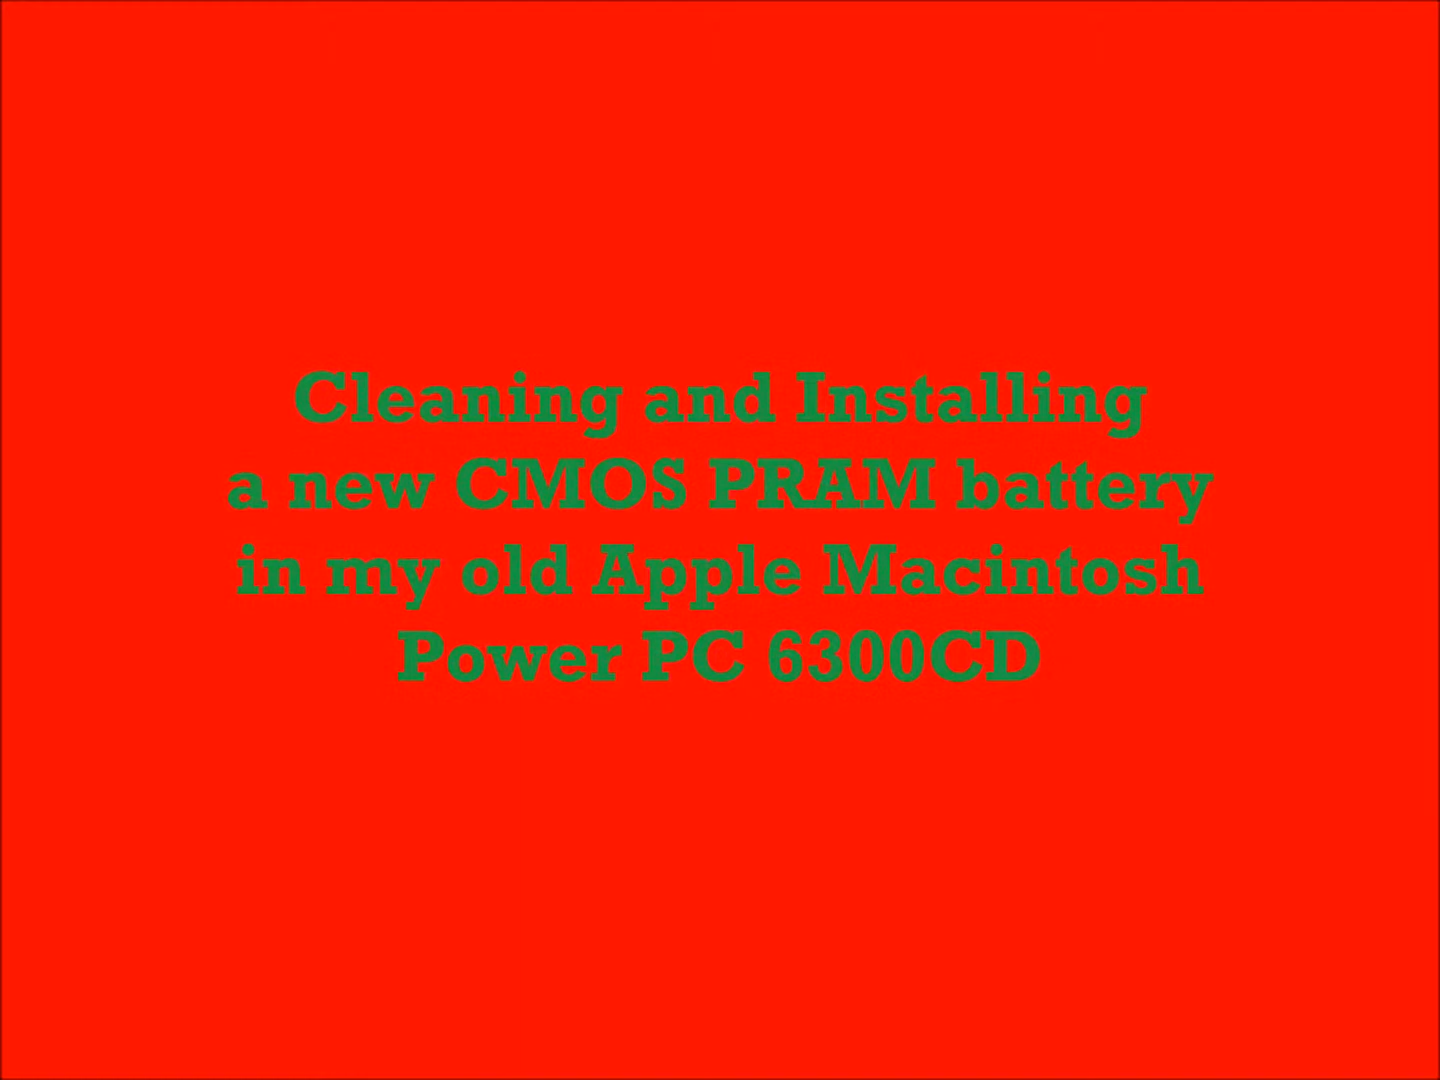 Cleaning and Installing
a new CMOS PRAM battery
in my old Apple Macintosh
Power PC 6300CD